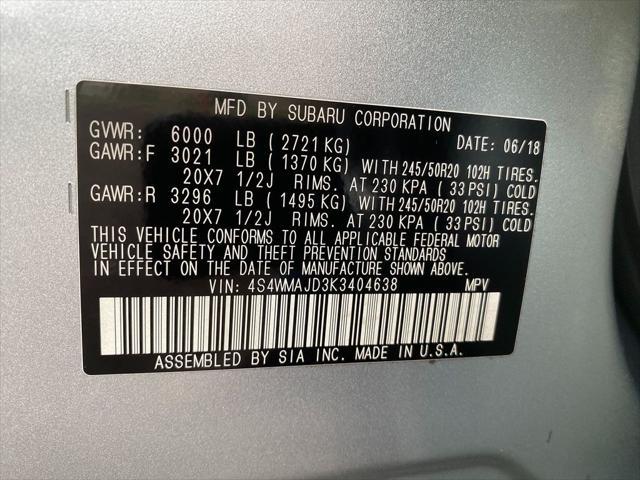 MFD BY SUBARU CORPORATION
GVWR: 6000 LB (2721 KG) DATE: 06/18
GAWR:F 3021 LB (1370 KG) WITH 245/50R20 102H TIRES.
20X7 1/2J RIMS. AT 230 KPA (33 PSI) COLD
GAWR:R 3296 LB (1495 KG) WITH 245/50R20 102H TIRES.
20X7 1/2J RIMS. AT 230 KPA (33 PSI) COLD
THIS VEHICLE CONFORMS TO ALL APPLICABLE FEDERAL MOTOR
VEHICLE SAFETY AND THEFT PREVENTION STANDARDS
IN EFFECT ON THE DATE OF MANUFACTURE SHOWN ABOVE.
VIN: 4S4WMAJD3K3404638 MPV
ASSEMBLED BY SIA INC. MADE IN U.S.A.